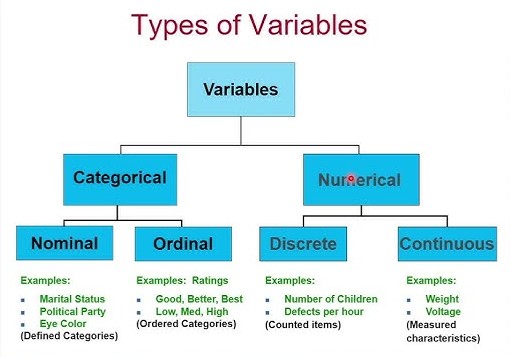 Types of Variables
Variables
Categorical
Numerical
Nominal
Ordinal
Discrete
Continuous
Examples:
Marital Status
Political Party
Eye Color
(Defined Categories)
Examples: Ratings
Good, Better, Best
Low, Med, High
(Ordered Categories)
Examples:
Number of Children
Defects per hour
(Counted items)
Examples:
Weight
Voltage
(Measured
characteristics)